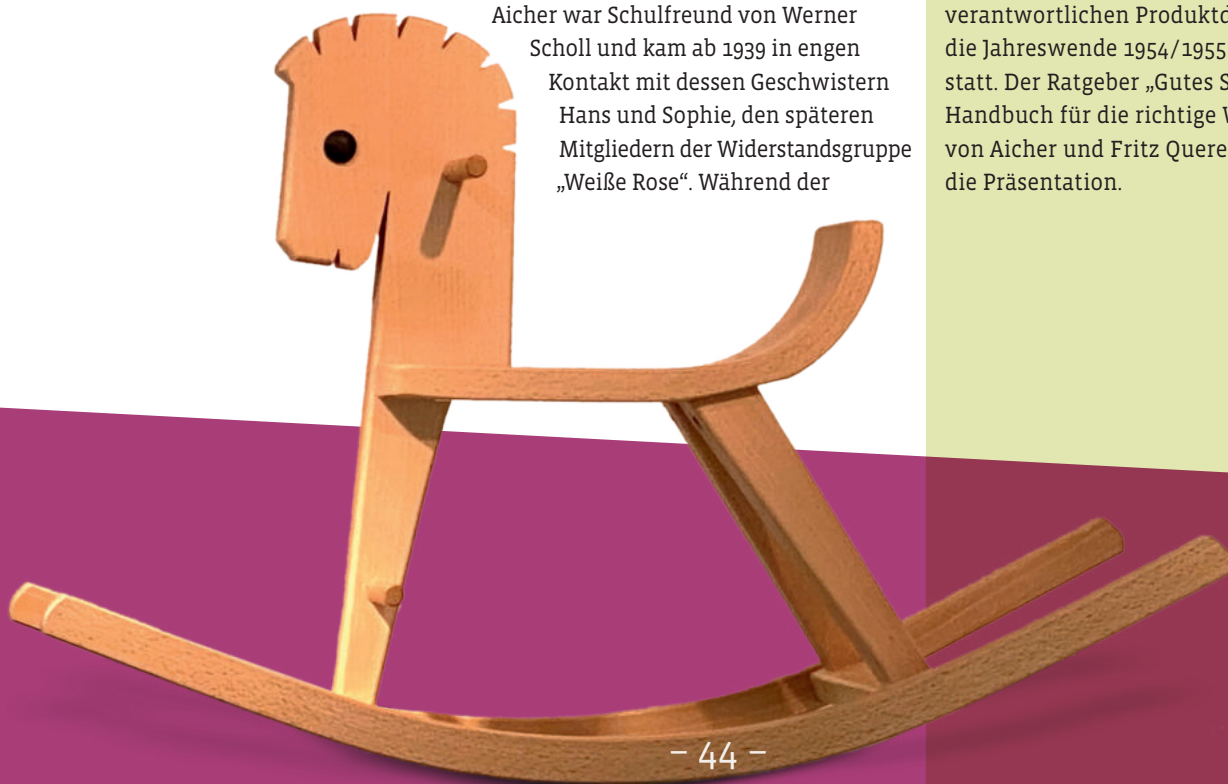 Aicher war Schulfreund von Werner
Scholl und kam ab 1939 in engen
Kontakt mit dessen Geschwistern
Hans und Sophie, den späteren
Mitgliedern der Widerstandsgruppe
„Weiße Rose“. Während der
die Jahreswende 1954/1955
statt. Der Ratgeber „Gutes
Handbuch für die richtige
von Aicher und Fritz
die Präsentation.
verantwortlichen
– 44 –